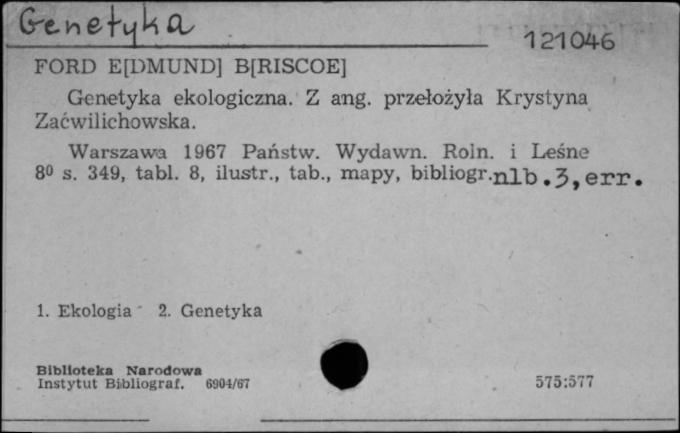 Genetyka
121046
FORD E[DMUND] B[RISCOE]
Genetyka ekologiczna. Z ang. przełożyła Krystyna
Zaćwilichowska.
Warszawa 1967 Państw. Wydawn. Roln. i Leśne
8⁰ s. 349, tabl. 8, ilustr., tab., mapy, bibliogr. nlb.3,err.
1. Ekologia 2. Genetyka
Biblioteka Narodowa
Instytut Bibliograf. 6904/67
575:577